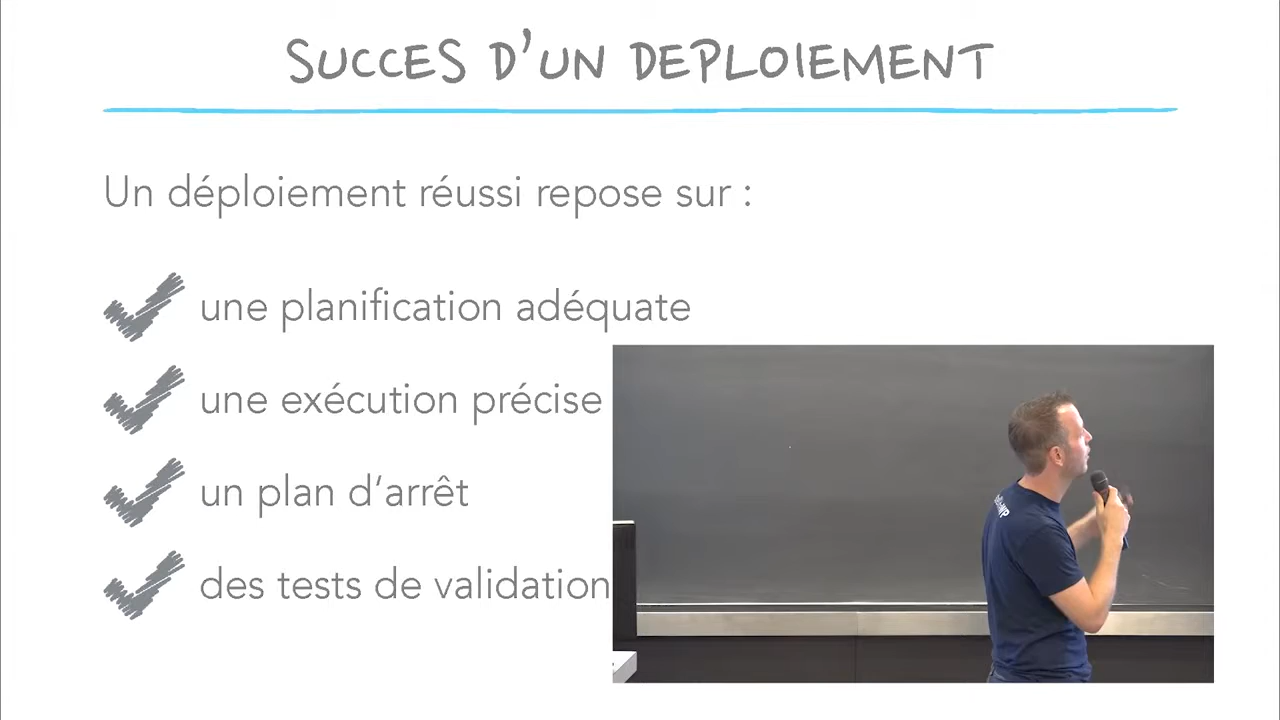 SUCCES D'UN DEPLOIEMENT
Un déploiement réussi repose sur :
une planification adéquate
une exécution précise
un plan d'arrêt
des tests de validation